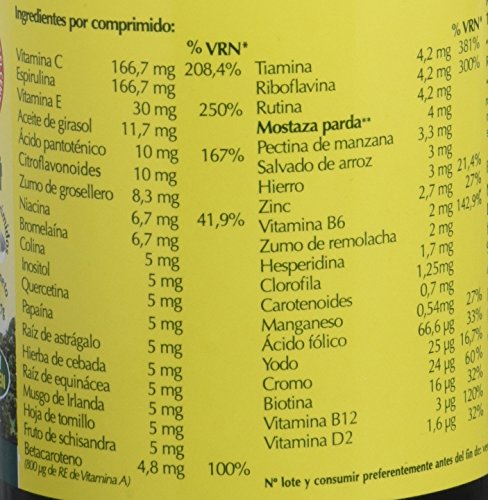 Ingredientes por comprimido:
% VRN*
Vitamina C 166,7 mg 208,4%
Espirulina 166,7 mg
Vitamina E 30 mg 250%
Aceite de girasol 11,7 mg
Ácido pantoténico 10 mg 167%
Citroflavonoides 10 mg
Zumo de grosellero 8,3 mg
Niacina 6,7 mg 41,9%
Bromelaína 6,7 mg
Colina 5 mg
Inositol 5 mg
Quercetina 5 mg
Papaína 5 mg
Raíz de astrágalo 5 mg
Hierba de cebada 5 mg
Raíz de equinácea 5 mg
Musgo de Irlanda 5 mg
Hoja de tomillo 5 mg
Fruto de schisandra 5 mg
Betacaroteno 4,8 mg 100%
(800 µg de RE de Vitamina A)
% VRN*
Tiamina 4,2 mg 381%
Riboflavina 4,2 mg 300%
Rutina 4,2 mg
Mostaza parda** 4 mg
Pectina de manzana 3,3 mg
Salvado de arroz 3 mg
Hierro 3 mg 21,4%
Zinc 2,7 mg 27%
Vitamina B6 2 mg 142,9%
Zumo de remolacha 2 mg
Hesperidina 1,7 mg
Clorofila 1,25mg
Carotenoides 0,7 mg
Manganeso 0,54mg 27%
Ácido fólico 66,6 µg 33%
Yodo 25 µg 16,7%
Cromo 24 µg 60%
Biotina 16 µg 32%
Vitamina B12 3 µg 120%
Vitamina D2 1,6 µg 32%
Nº lote y consumir preferentemente antes del fin de